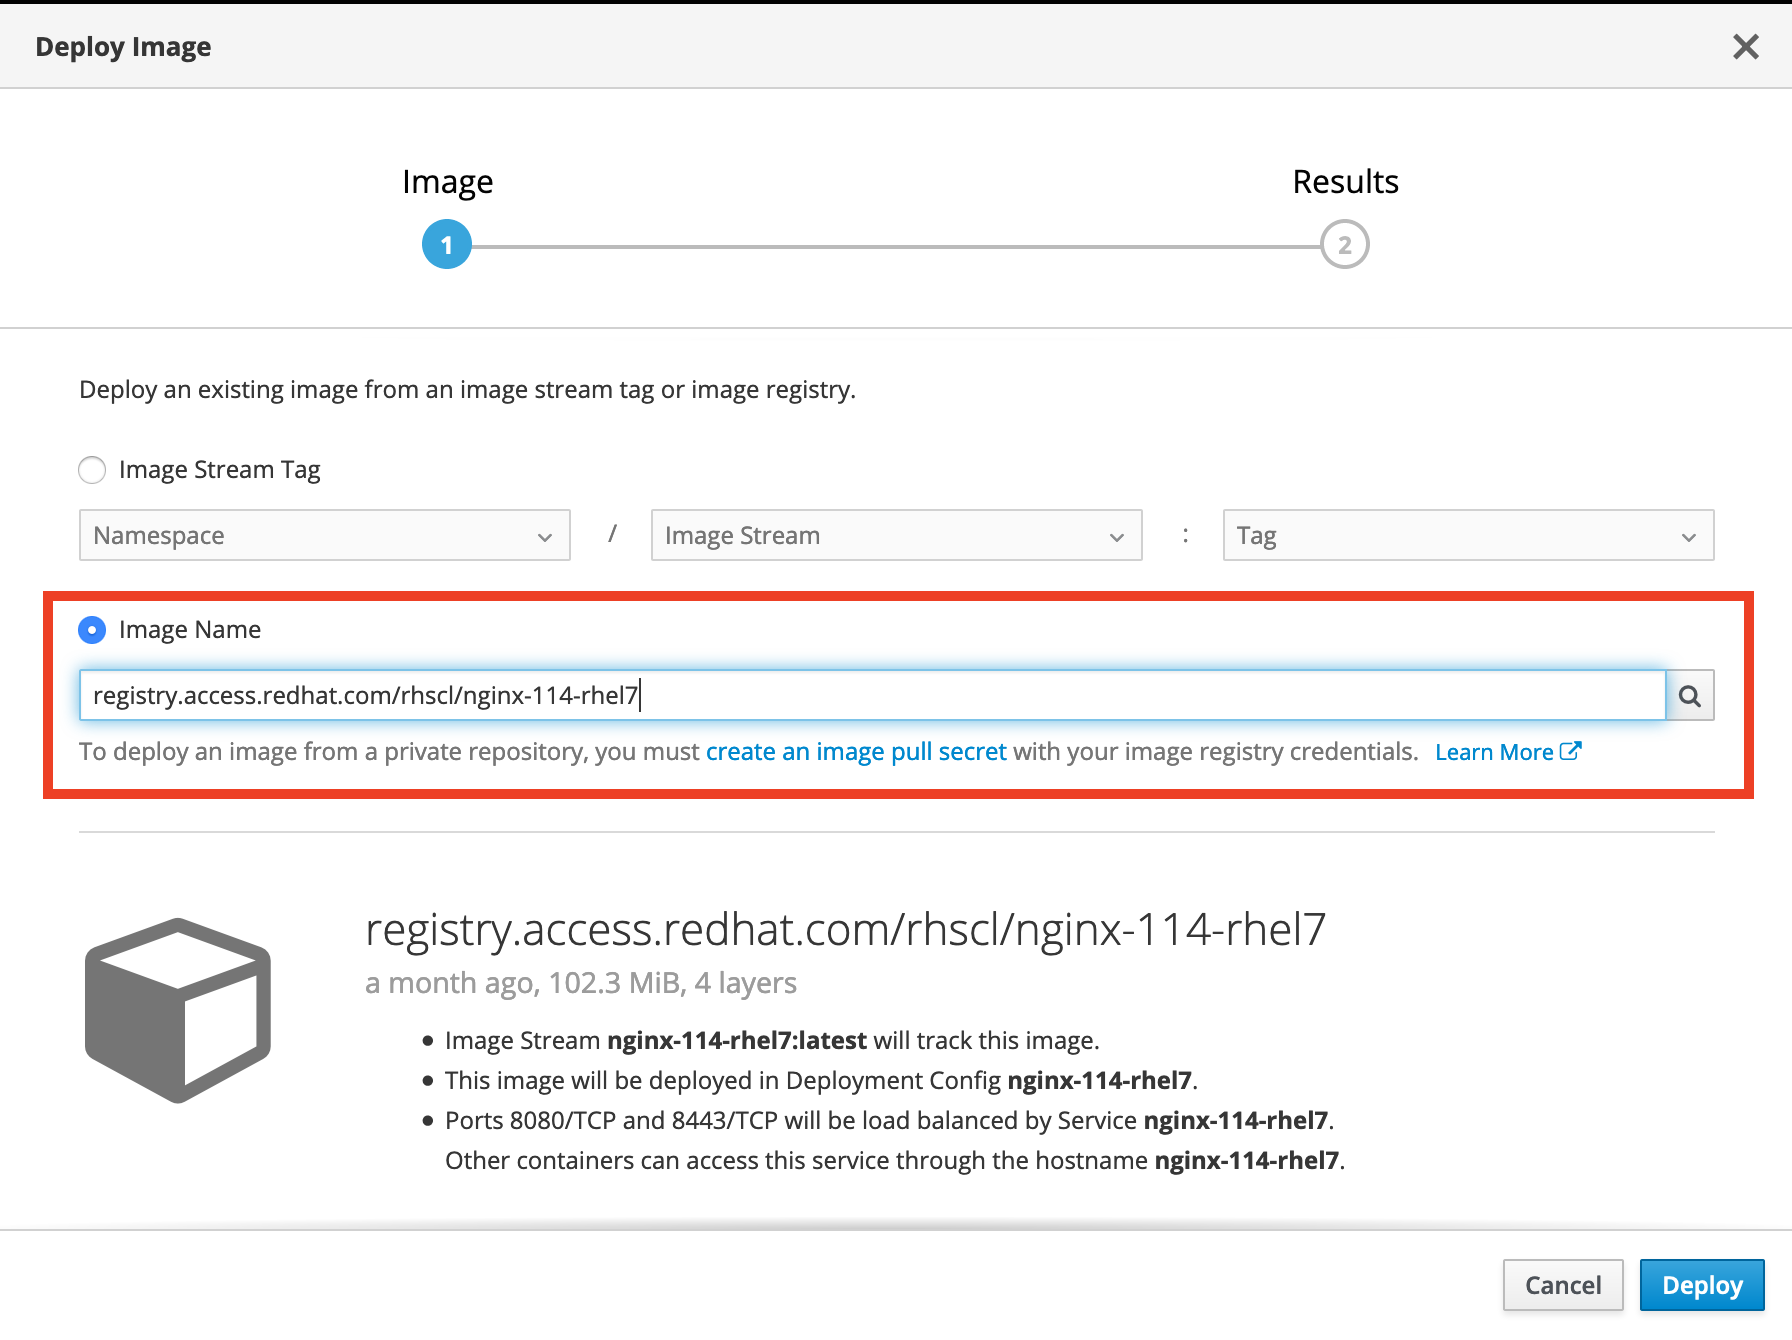 Deploy Image
Image
Results
1
2
Deploy an existing image from an image stream tag or image registry.
Image Stream Tag
Namespace / Image Stream : Tag
Image Name
registry.access.redhat.com/rhscl/nginx-114-rhel7
To deploy an image from a private repository, you must create an image pull secret with your image registry credentials. Learn More
registry.access.redhat.com/rhscl/nginx-114-rhel7
a month ago, 102.3 MiB, 4 layers
• Image Stream nginx-114-rhel7:latest will track this image.
• This image will be deployed in Deployment Config nginx-114-rhel7.
• Ports 8080/TCP and 8443/TCP will be load balanced by Service nginx-114-rhel7.
Other containers can access this service through the hostname nginx-114-rhel7.
Cancel
Deploy